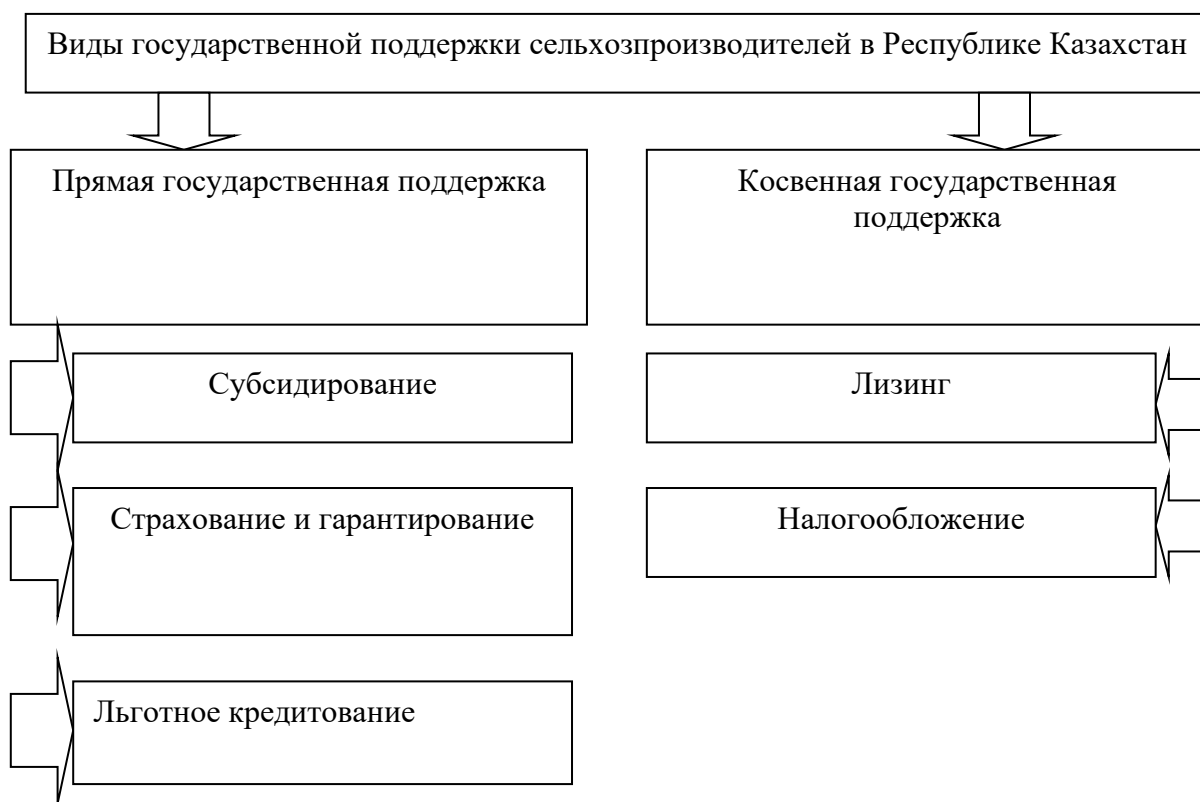 Виды государственной поддержки сельхозпроизводителей в Республике Казахстан
Прямая государственная поддержка
Косвенная государственная
поддержка
Субсидирование
Лизинг
Страхование и гарантирование
Налогообложение
Льготное кредитование